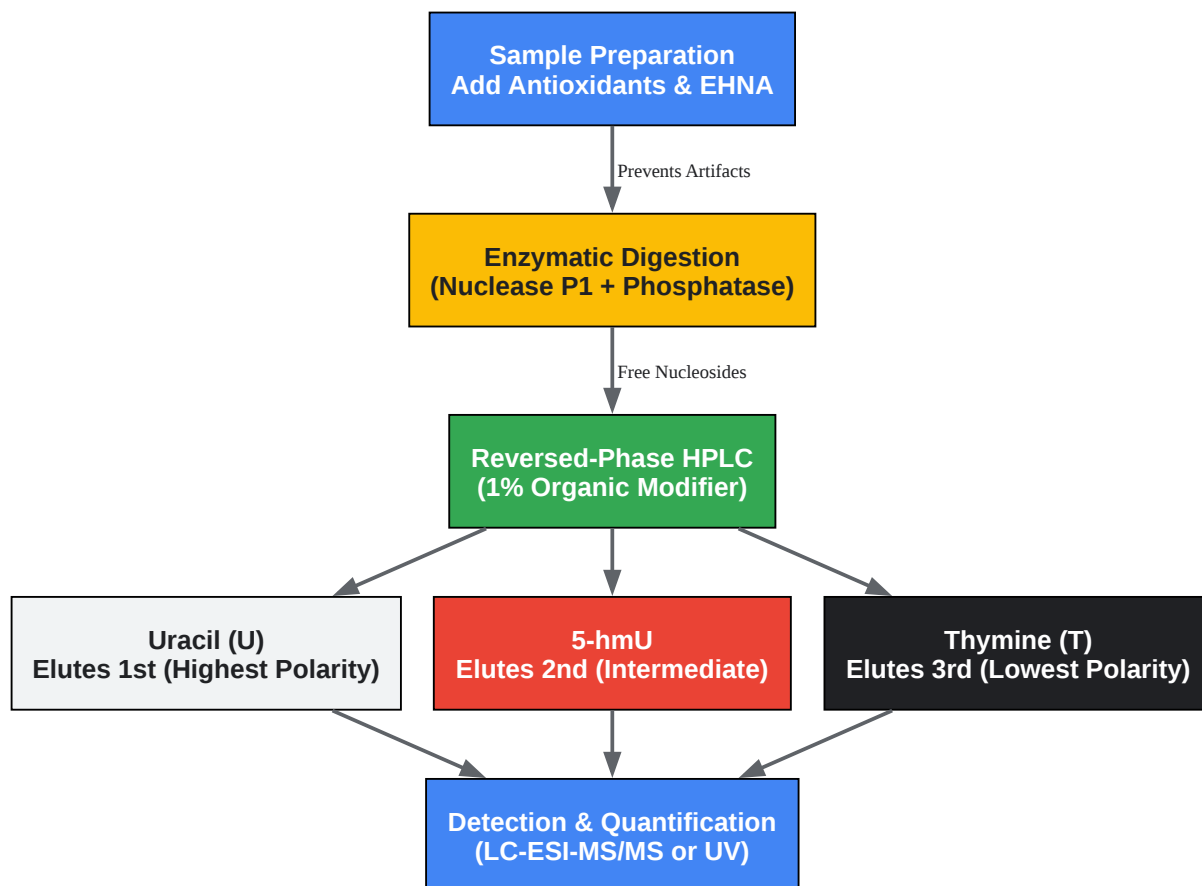 Sample Preparation
Add Antioxidants & EHNA
Prevents Artifacts
Enzymatic Digestion
(Nuclease P1 + Phosphatase)
Free Nucleosides
Reversed-Phase HPLC
(1% Organic Modifier)
Uracil (U)
Elutes 1st (Highest Polarity)
5-hmU
Elutes 2nd (Intermediate)
Thymine (T)
Elutes 3rd (Lowest Polarity)
Detection & Quantification
(LC-ESI-MS/MS or UV)